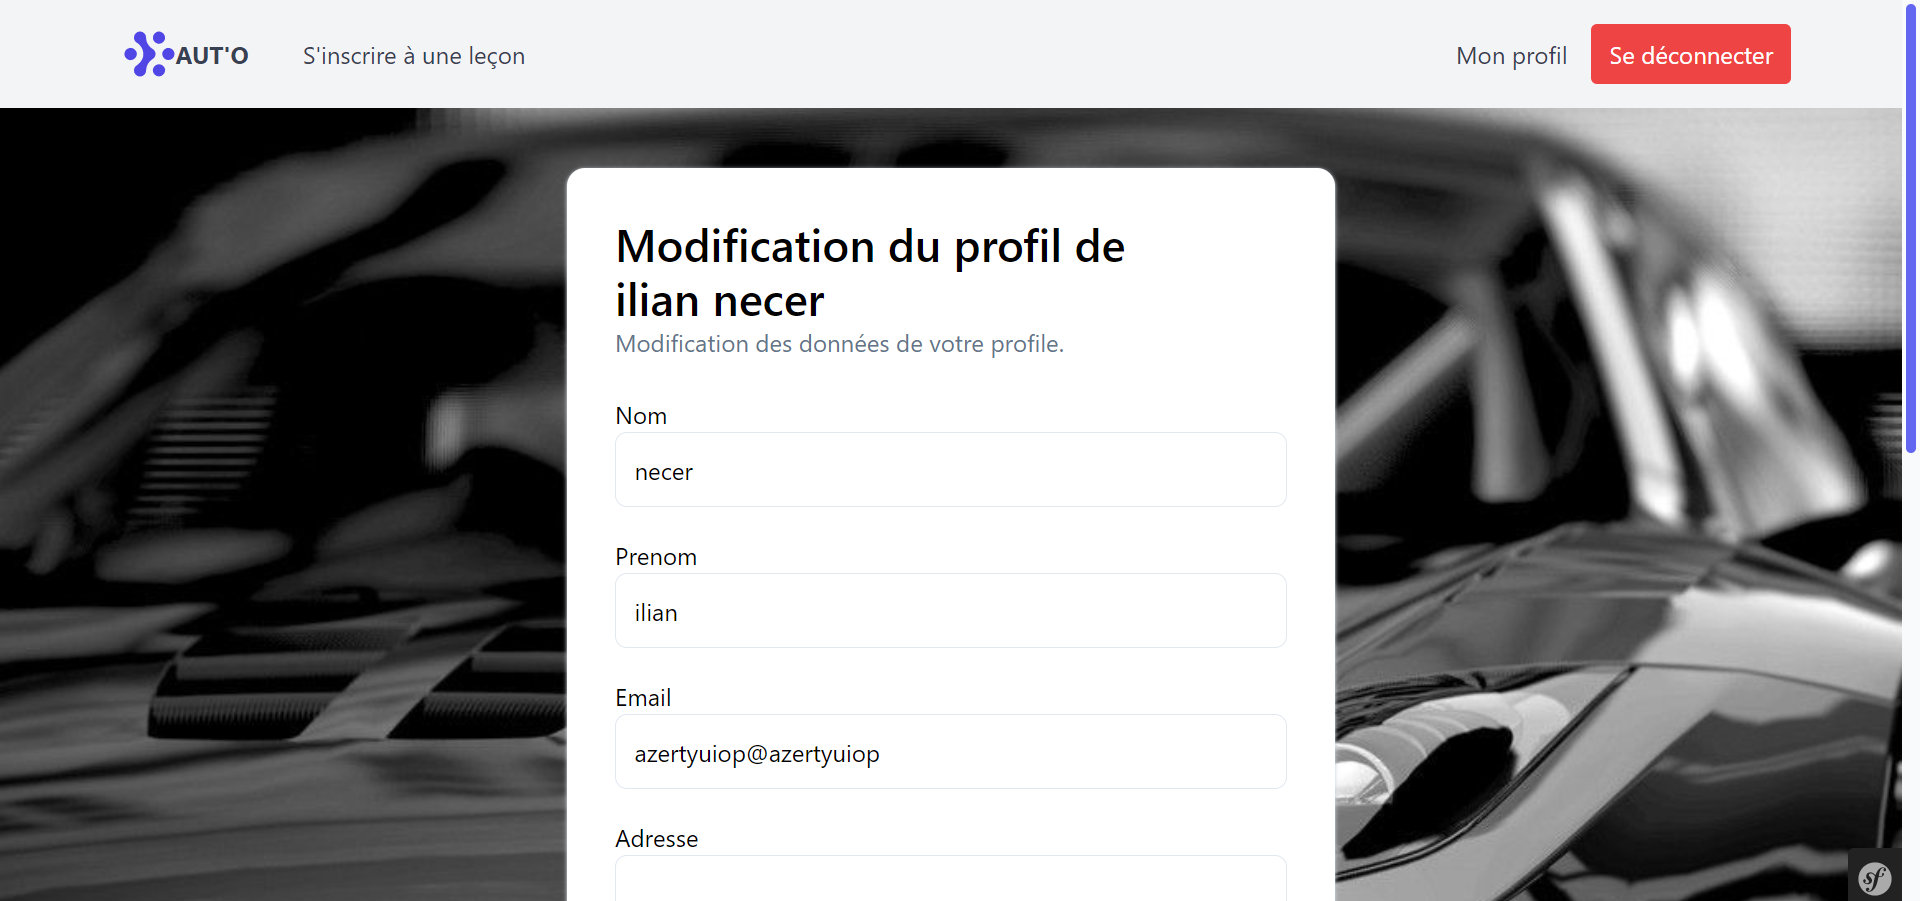 AUT'O
S'inscrire à une leçon
Mon profil
Se déconnecter
Modification du profil de
ilian necer
Modification des données de votre profile.
Nom
necer
Prenom
ilian
Email
azertyuiop@azertyuiop
Adresse
sf